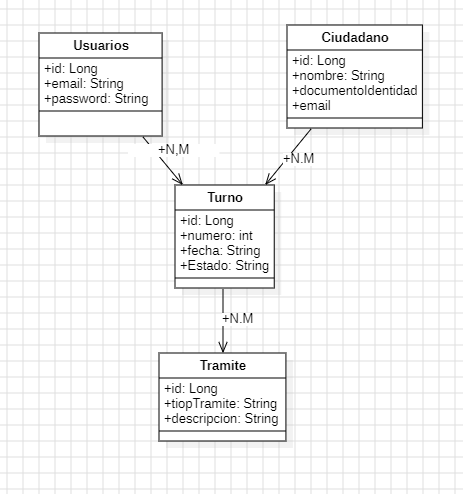 Usuarios
+id: Long
+email: String
+password: String
Ciudadano
+id: Long
+nombre: String
+documentoIdentidad
+email
+N,M
+N.M
Turno
+id: Long
+numero: int
+fecha: String
+Estado: String
+N.M
Tramite
+id: Long
+tiopTramite: String
+descripcion: String